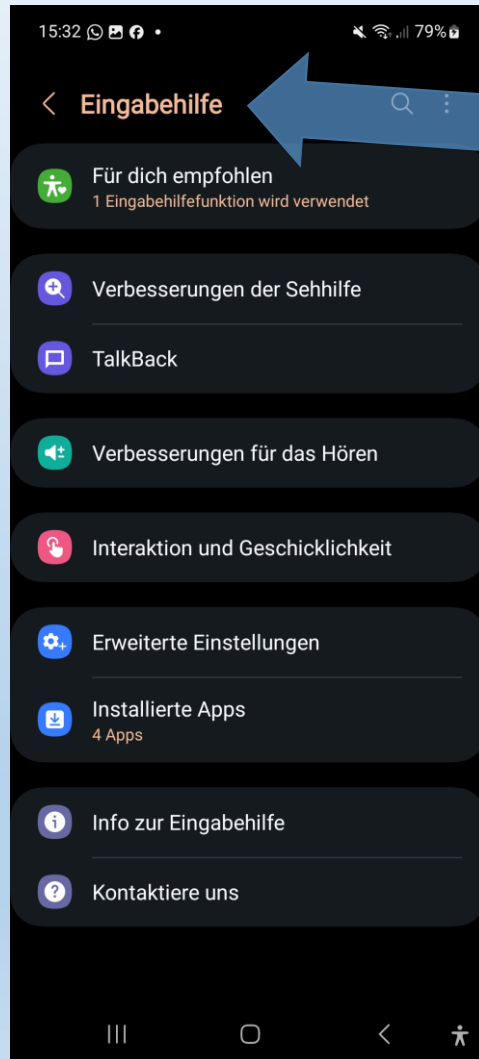 15:32 79%
Eingabehilfe
Für dich empfohlen
1 Eingabehilfefunktion wird verwendet
Verbesserungen der Sehhilfe
TalkBack
Verbesserungen für das Hören
Interaktion und Geschicklichkeit
Erweiterte Einstellungen
Installierte Apps
4 Apps
Info zur Eingabehilfe
Kontaktiere uns